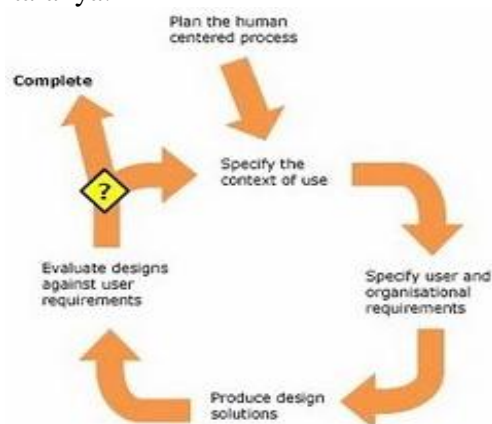 Plan the human
centered process
Complete
Specify the
context of use
?
Evaluate designs
against user
requirements
Specify user and
organisational
requirements
Produce design
solutions